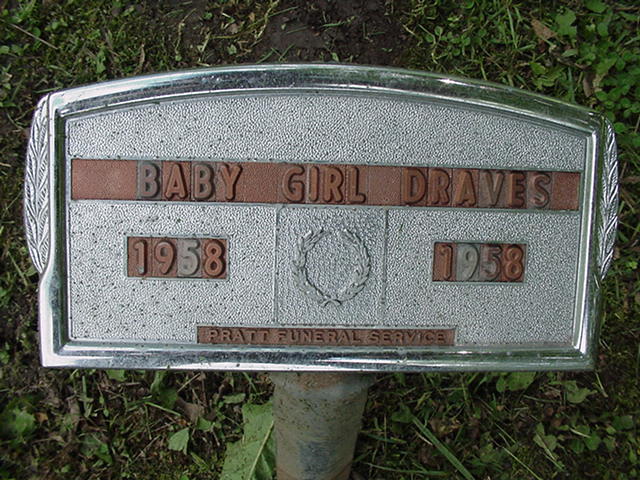 BABY GIRL DRAVES
1958 1958
PRATT FUNERAL SERVICE